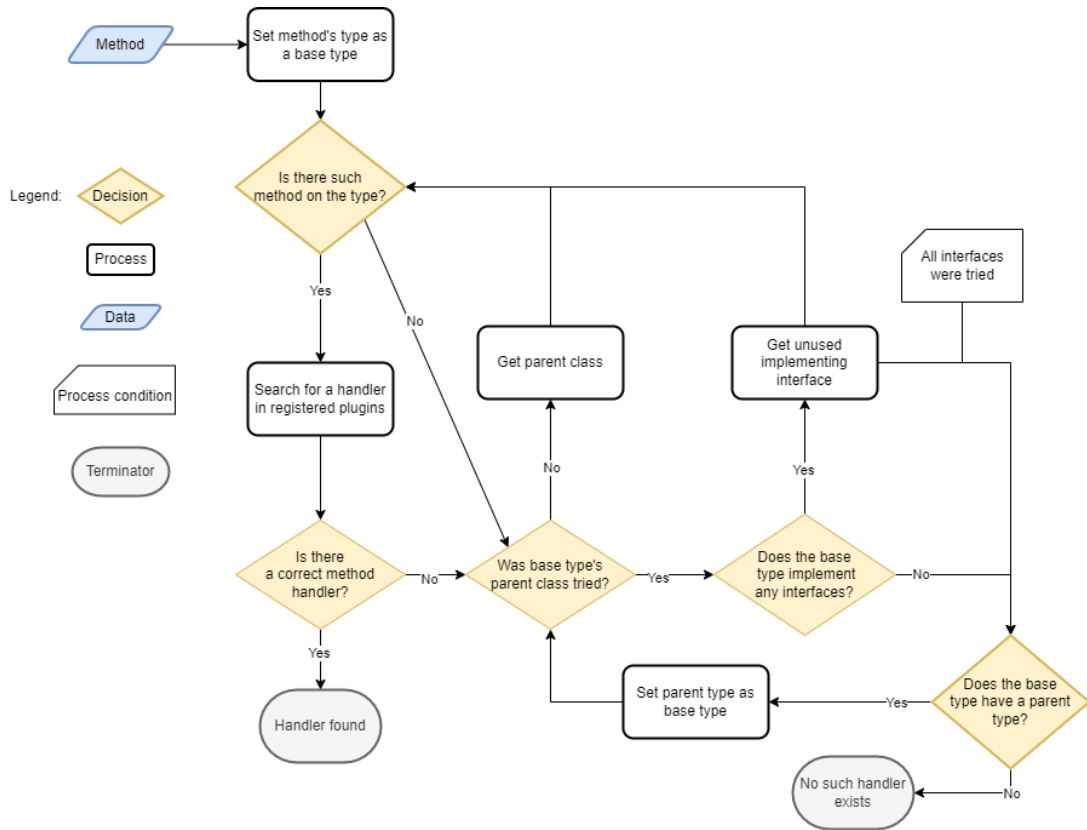 Method
Set method's type as
a base type
Is there such
method on the type?
Legend:
Decision
Process
Data
Process condition
Terminator
Yes
No
All interfaces
were tried
Get parent class
Get unused
implementing
interface
Search for a handler
in registered plugins
No
Yes
Is there
a correct method
handler?
No
Was base type's
parent class tried?
Yes
Does the base
type implement
any interfaces?
No
Yes
Handler found
Set parent type as
base type
Yes
Does the base
type have a parent
type?
No such handler
exists
No